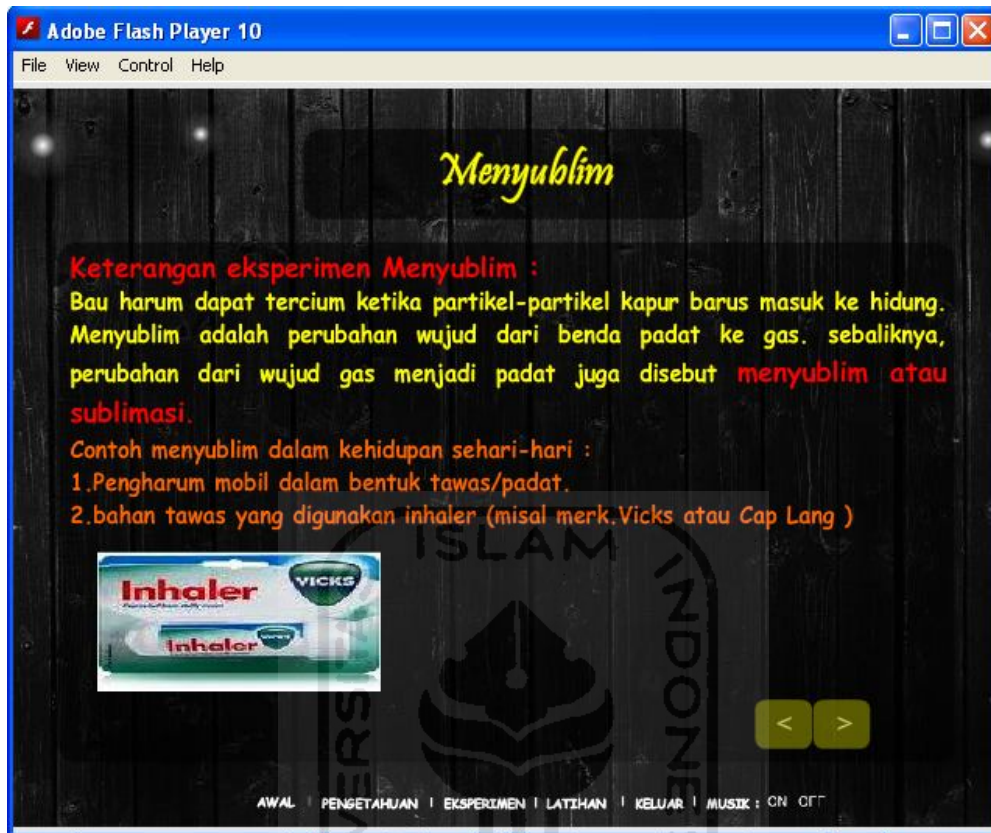 Adobe Flash Player 10
File View Control Help
Menyublim
Keterangan eksperimen Menyublim :
Bau harum dapat tercium ketika partikel-partikel kapur barus masuk ke hidung.
Menyublim adalah perubahan wujud dari benda padat ke gas. sebaliknya,
perubahan dari wujud gas menjadi padat juga disebut menyublim atau
sublimasi.
Contoh menyublim dalam kehidupan sehari-hari :
1.Pengharum mobil dalam bentuk tawas/padat.
2.bahan tawas yang digunakan inhaler (misal merk.Vicks atau Cap Lang )
ISLAM
Inhaler VICKS
Inhaler
< >
AWAL | PENGETAHUAN | EKSPERIMEN | LATIHAN | KELUAR | MUSIK : ON OFF